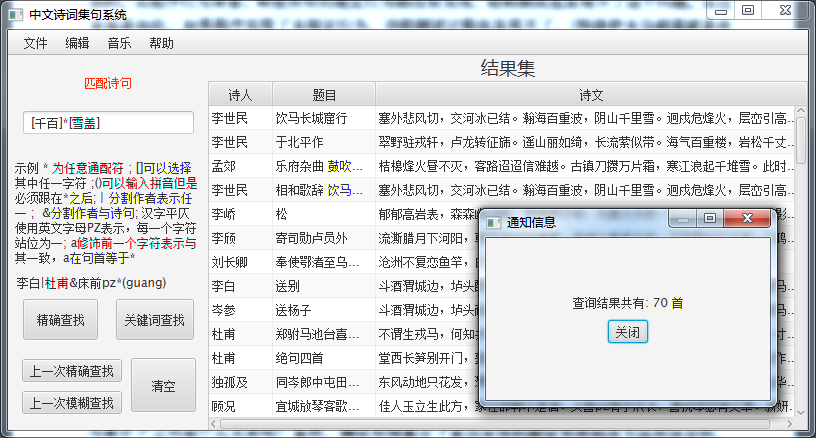 中文诗词集句系统
文件 编辑 音乐 帮助
匹配诗句
[千百]*[雪盖]
示例 * 为任意通配符 ; []可以选择
其中任一字符 ;()可以输入拼音但是
必须跟在*之后;丨分割作者表示任
一 ; &分割作者与诗句; 汉字平仄
使用英文字母PZ表示，每一个字符
站位为一; a修饰前一个字符表示与
其一致，a在句首等于*
李白|杜甫&床前pz*(guang)
精确查找 关键词查找
上一次精确查找
上一次模糊查找
清空
结果集
诗人 题目 诗文
李世民 饮马长城窟行 塞外悲风切，交河冰已结。瀚海百重波，阴山千里雪。迥戍危烽火，层峦引高...
李世民 于北平作 翠野驻戎轩，卢龙转征旆。遥山丽如绮，长流萦似带。海气百重楼，岩松千丈...
孟郊 乐府杂曲 鼓吹... 桔槔烽火昼不灭，客路迢迢信难越。古镇刀攒万片霜，寒江浪起千堆雪。此时...
李世民 相和歌辞 饮马... 塞外悲风切，交河冰已结。瀚海百重波，阴山千里雪。迥戍危烽火，层峦引高...
李峤 松 郁郁高岩表，森森
李颀 寄司勋卢员外 流澌腊月下河阳，
刘长卿 奉使鄂渚至乌... 沧洲不复恋鱼竿，
李白 送别 斗酒渭城边，垆头
岑参 送杨子 斗酒渭城边，垆头
杜甫 郑驸马池台喜... 不谓生戎马，何知
杜甫 绝句四首 堂西长笋别开门，
独孤及 同岑郎中屯田... 东风动地只花发，
顾况 宜城放琴客歌... 佳人玉立生此方，
通知信息
查询结果共有: 70 首
关闭